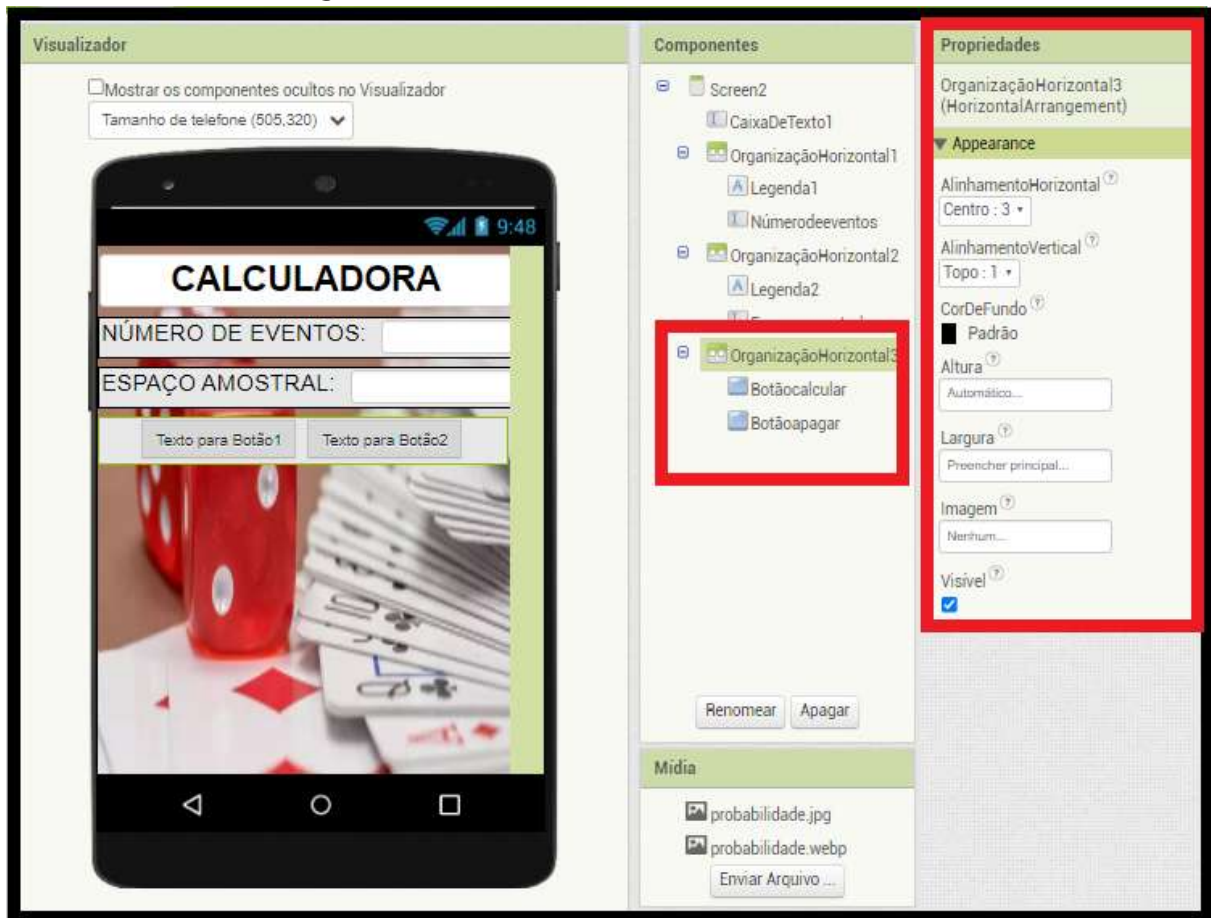 Visualizador
Mostrar os componentes ocultos no Visualizador
Tamanho de telefone (505,320)
9:48
CALCULADORA
NÚMERO DE EVENTOS:
ESPAÇO AMOSTRAL:
Texto para Botão1 Texto para Botão2
Componentes
Screen2
CaixaDeTexto1
OrganizaçãoHorizontal1
Legenda1
Númerodeeventos
OrganizaçãoHorizontal2
Legenda2
OrganizaçãoHorizontal3
Botãocalcular
Botãoapagar
Renomear Apagar
Mídia
probabilidade.jpg
probabilidade.webp
Enviar Arquivo ...
Propriedades
OrganizaçãoHorizontal3
(HorizontalArrangement)
Appearance
AlinhamentoHorizontal ?
Centro : 3
AlinhamentoVertical ?
Topo : 1
CorDeFundo ?
Padrão
Altura ?
Automático...
Largura ?
Preencher principal...
Imagem ?
Nenhum...
Visível ?